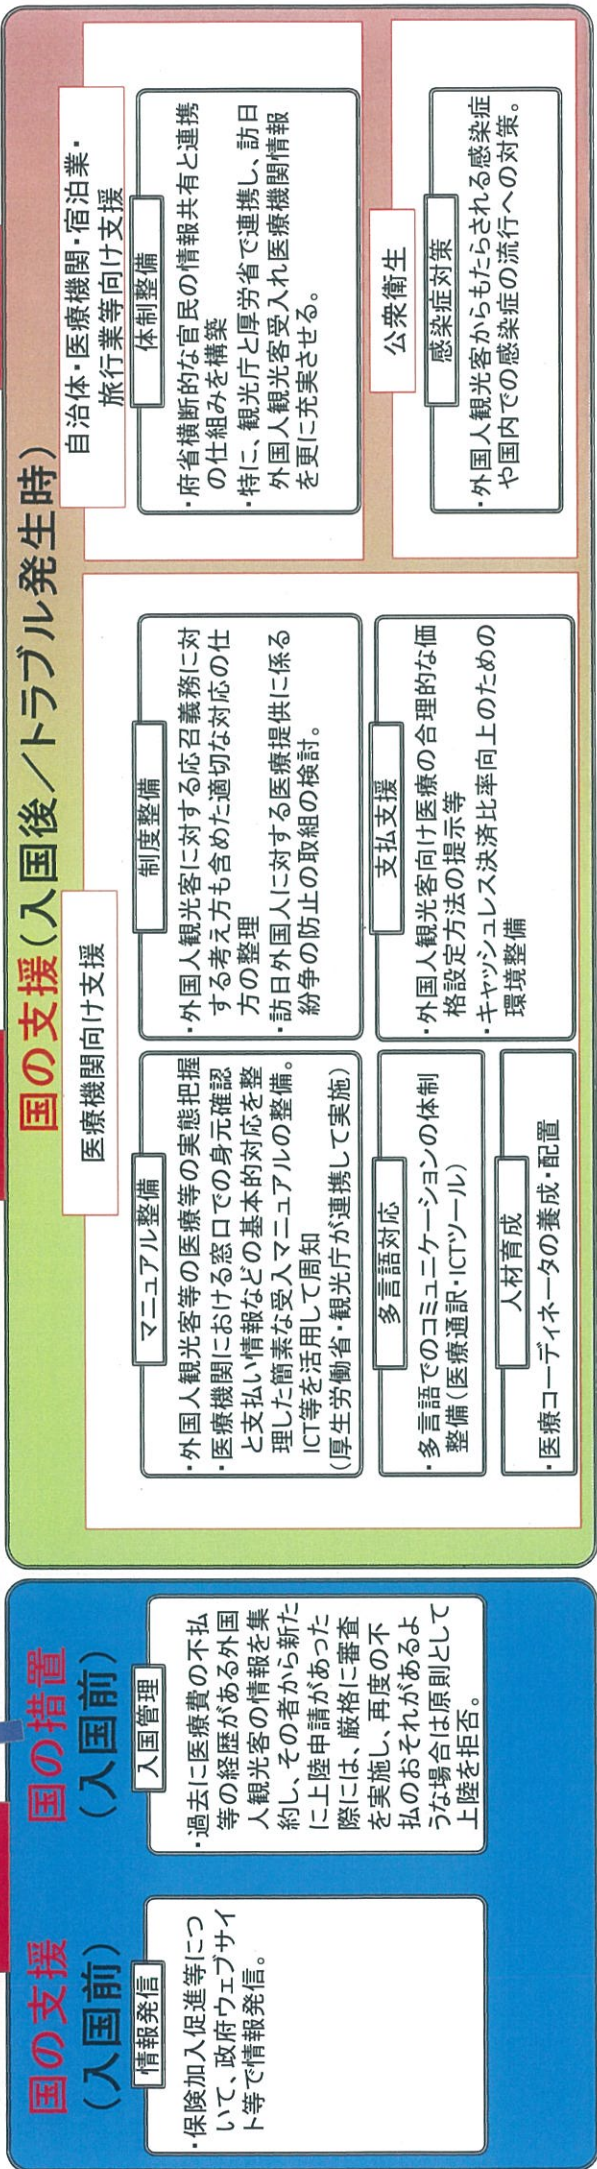 国の支援
(入国前)
情報発信
・保険加入促進等につ
いて、政府ウェブサイ
ト等で情報発信。
国の措置
(入国前)
入国管理
・過去に医療費の不払
等の経歴がある外国
人観光客の情報を集
約し、その者から新た
に上陸申請があった
際には、厳格に審査
を実施し、再度の不
払のおそれがあるよ
うな場合は原則として
上陸を拒否。
国の支援(入国後/トラブル発生時)
医療機関向け支援
マニュアル整備
・外国人観光客等の医療等の実態把握
・医療機関における窓口での身元確認
と支払い情報などの基本的対応を整
理した簡素な受入マニュアルの整備。
ICT等を活用して周知
(厚生労働省・観光庁が連携して実施)
多言語対応
・多言語でのコミュニケーションの体制
整備(医療通訳・ICTツール)
人材育成
・医療コーディネータの養成・配置
制度整備
・外国人観光客に対する応召義務に対
する考え方も含めた適切な対応の仕
方の整理
・訪日外国人に対する医療提供に係る
紛争の防止の取組の検討。
支払支援
・外国人観光客向け医療の合理的な価
格設定方法の提示等
・キャッシュレス決済比率向上のための
環境整備
自治体・医療機関・宿泊業・
旅行業等向け支援
体制整備
・府省横断的な官民の情報共有と連携
の仕組みを構築
・特に、観光庁と厚労省で連携し、訪日
外国人観光客受入れ医療機関情報
を更に充実させる。
公衆衛生
感染症対策
・外国人観光客からもたらされる感染症
や国内での感染症の流行への対策。